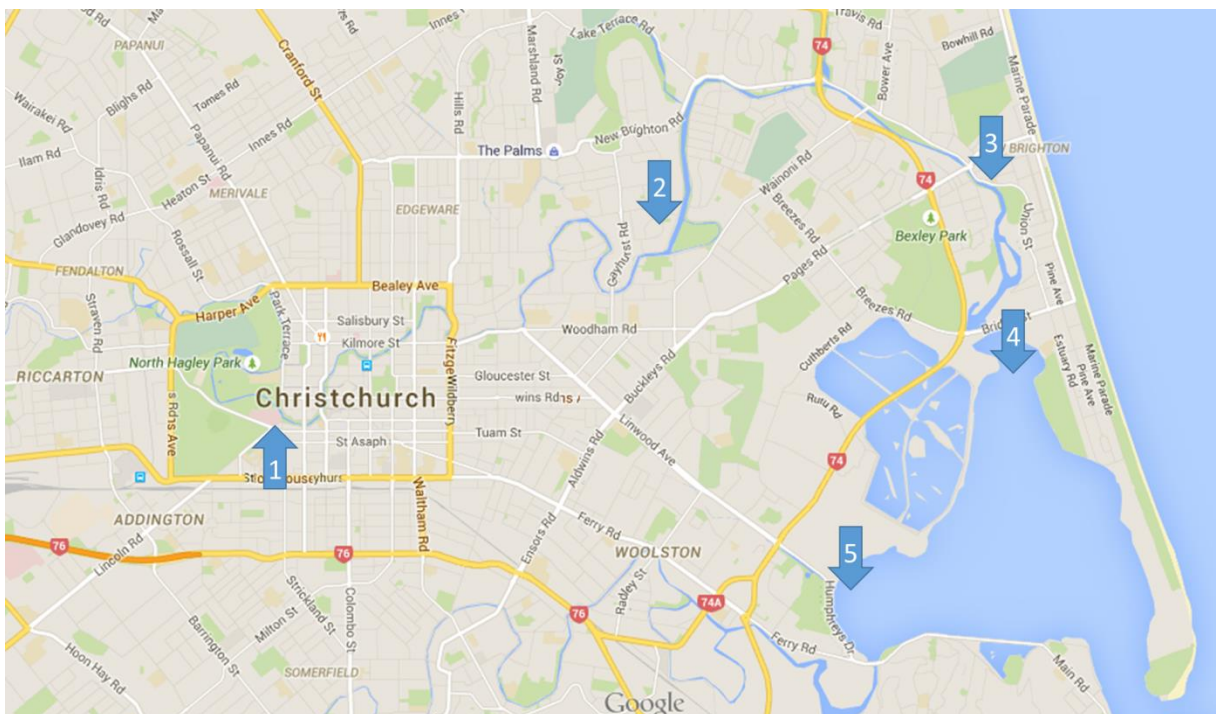 PAPANUI
Cranford St
Innes Rd
Marshland Rd
Joy St
Lake Terrace Rd
Travis Rd
74
Bower Ave
Bowhill Rd
Marine Parade
Wairakei Rd
Blighs Rd
Tomes Rd
Innes Rd
Hills Rd
Papanui Rd
New Brighton Rd
The Palms
Ilam Rd
Idris Rd
Heaton St
MERIVALE
EDGEWARE
2
Wainoni Rd
3
BRIGHTON
74
Glandovey Rd
Rossall St
Gayhurst Rd
Breezes Rd
Bexley Park
Union St
FENDALTON
Harper Ave
Park Terrace
Bealey Ave
Pages Rd
Pine Ave
Straven Rd
Salisbury St
Kilmore St
Woodham Rd
Breezes Rd
4
North Hagley Park
RICCARTON
Christchurch
Gloucester St
Buckleys Rd
Cuthberts Rd
Estuary Rd
Marine Parade
Pine Ave
Rutu Rd
1
St Asaph
Tuam St
Linwood Ave
Aldwins Rd
74
ADDINGTON
Waltham Rd
Ferry Rd
76
Lincoln Rd
76
Ensors Rd
WOOLSTON
5
Strickland St
Colombo St
Milton St
Barrington St
76
Radley St
74A
Humphreys Dr
Ferry Rd
Hoon Hay Rd
SOMERFIELD
Main Rd
Google